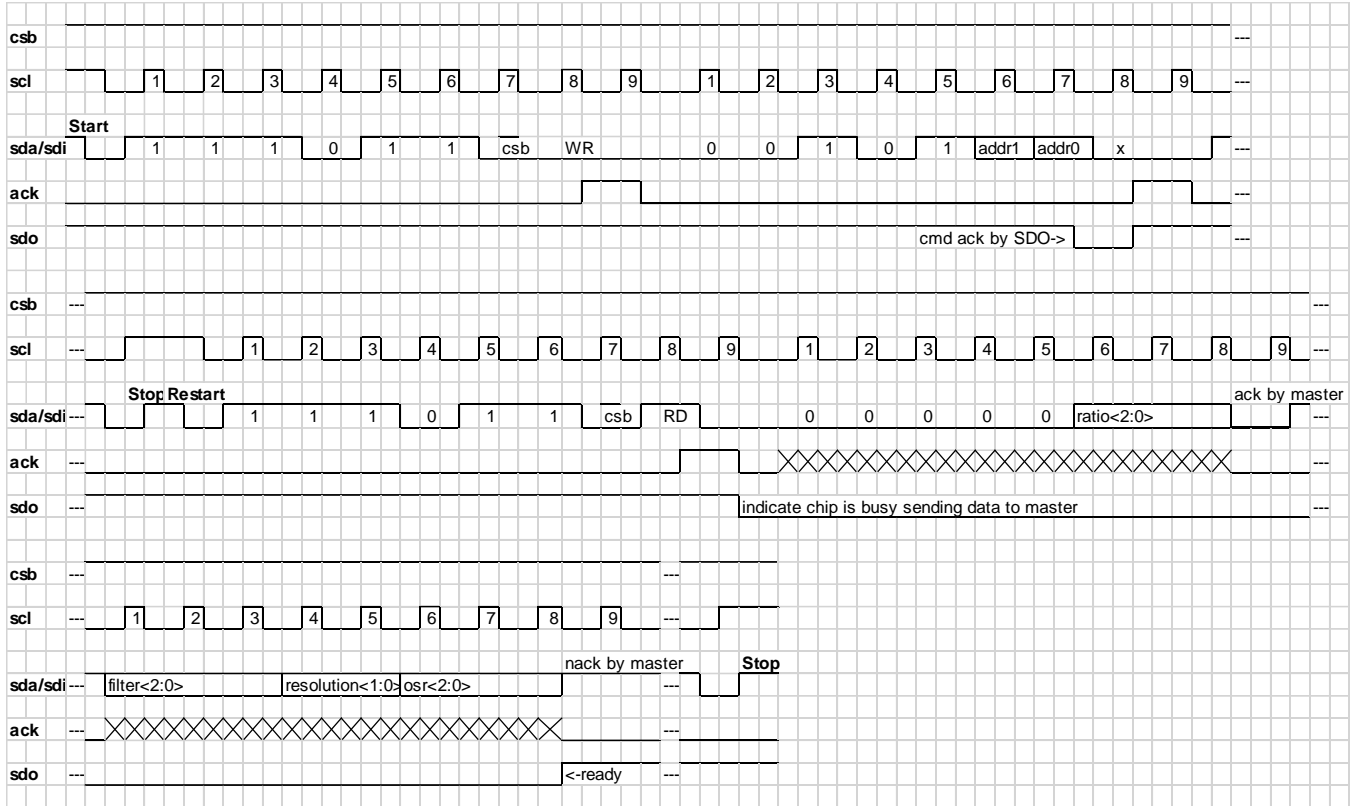 csb ---
scl 1 2 3 4 5 6 7 8 9 1 2 3 4 5 6 7 8 9 ---
Start
sda/sdi 1 1 1 0 1 1 csb WR 0 0 1 0 1 addr1 addr0 x ---
ack ---
sdo cmd ack by SDO-> ---
csb --- ---
scl --- 1 2 3 4 5 6 7 8 9 1 2 3 4 5 6 7 8 9 ---
Stop Restart ack by master
sda/sdi --- 1 1 1 0 1 1 csb RD 0 0 0 0 0 ratio<2:0> ---
ack --- ---
sdo --- indicate chip is busy sending data to master ---
csb --- ---
scl --- 1 2 3 4 5 6 7 8 9 ---
nack by master Stop
sda/sdi --- filter<2:0> resolution<1:0> osr<2:0> ---
ack --- ---
sdo --- <-ready ---